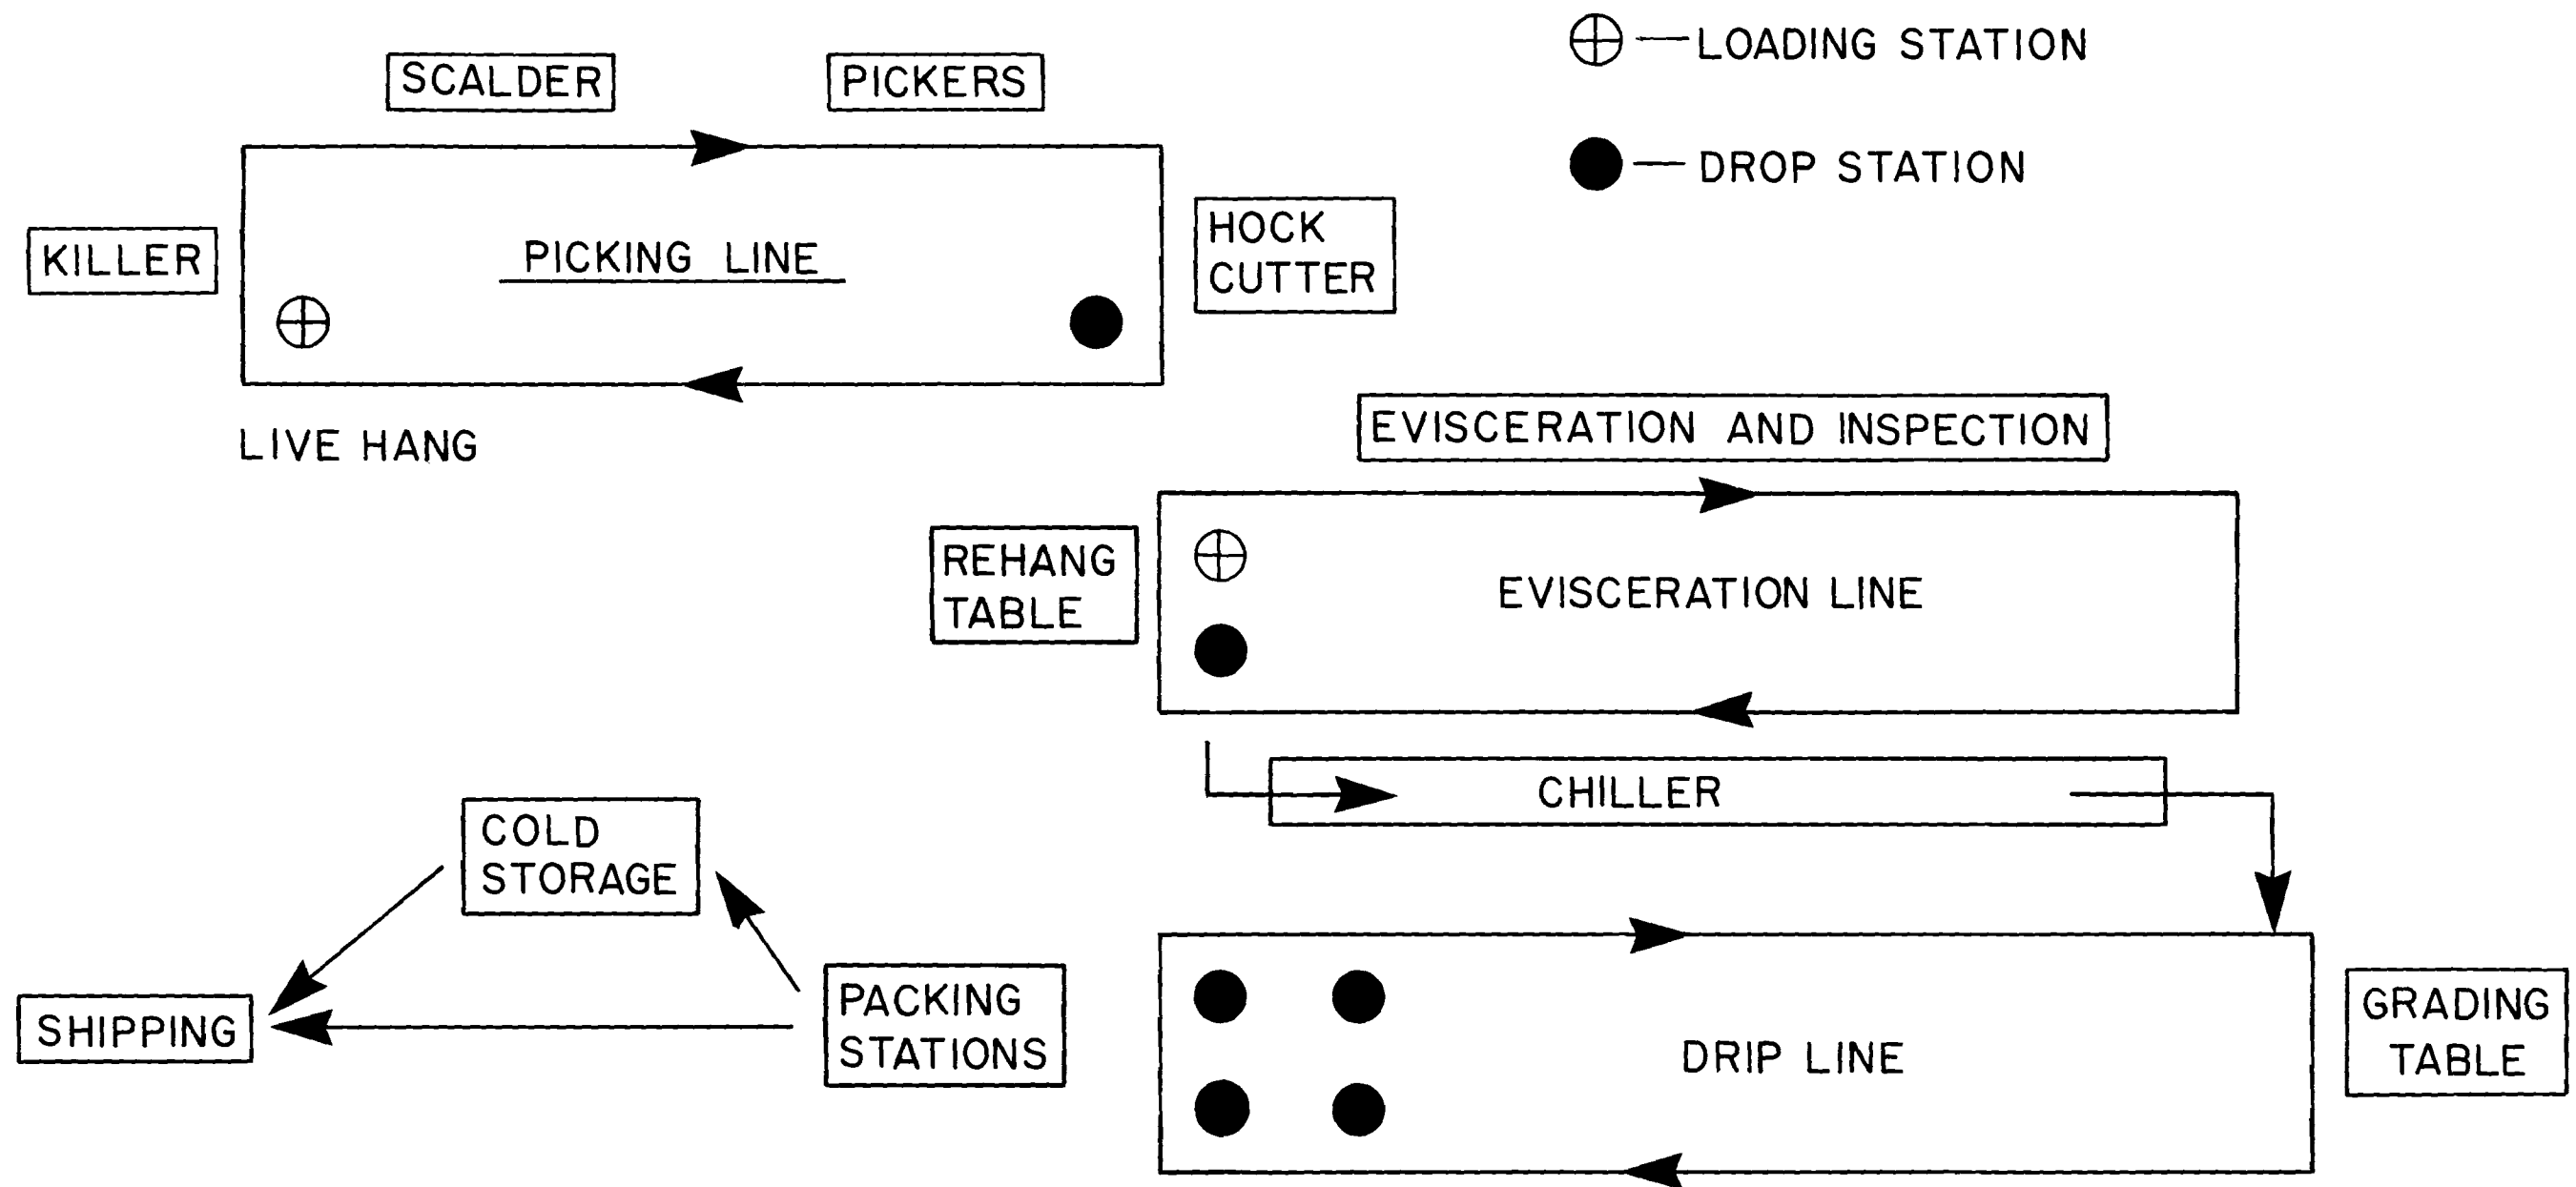 — LOADING STATION
— DROP STATION
SCALDER
PICKERS
KILLER
PICKING LINE
HOCK
CUTTER
LIVE HANG
EVISCERATION AND INSPECTION
REHANG
TABLE
EVISCERATION LINE
CHILLER
COLD
STORAGE
SHIPPING
PACKING
STATIONS
DRIP LINE
GRADING
TABLE